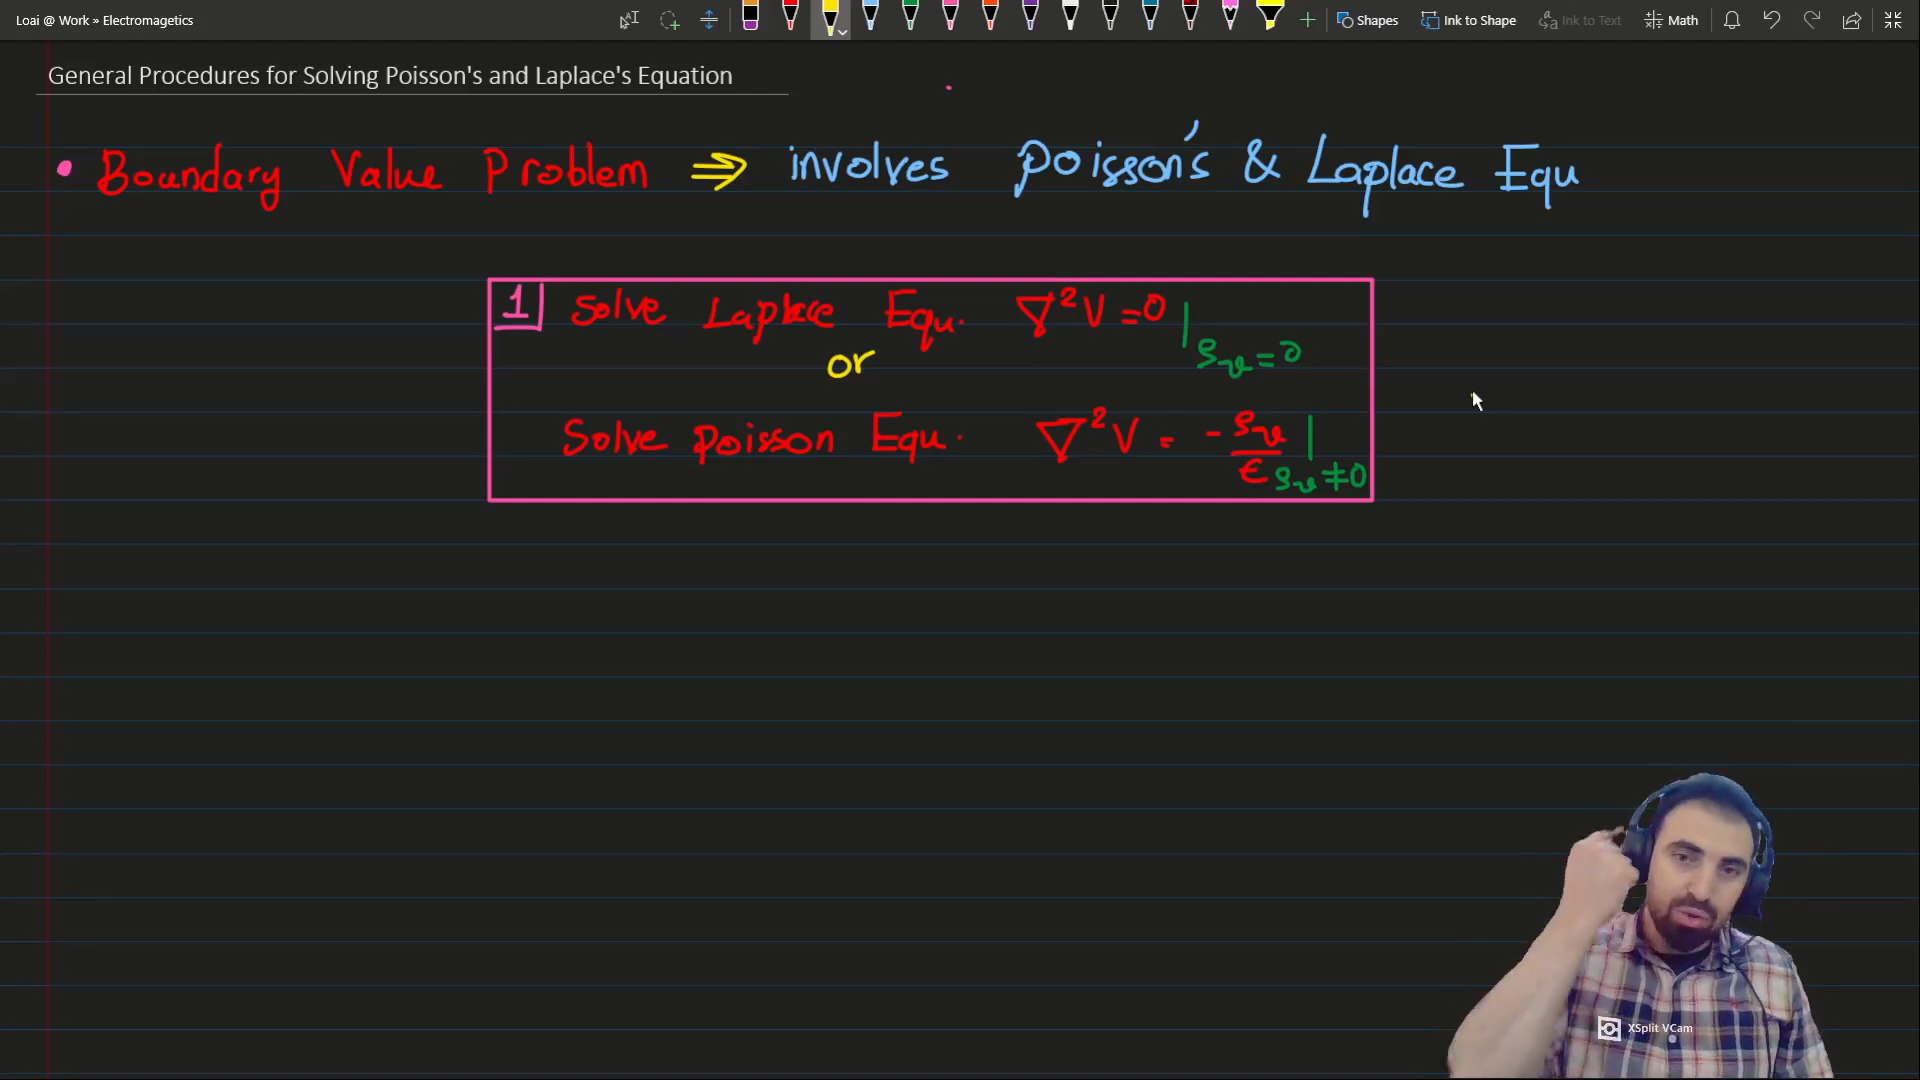 Loai @ Work » Electromagetics
Shapes Ink to Shape Ink to Text Math
General Procedures for Solving Poisson's and Laplace's Equation
• Boundary Value Problem ⇒ involves Poisson's & Laplace Equ
1 Solve Laplace Equ. ∇²V = 0 | ρᵥ = 0
or
Solve poisson Equ. ∇²V = -ρᵥ/ϵ | ρᵥ ≠ 0
XSplit VCam